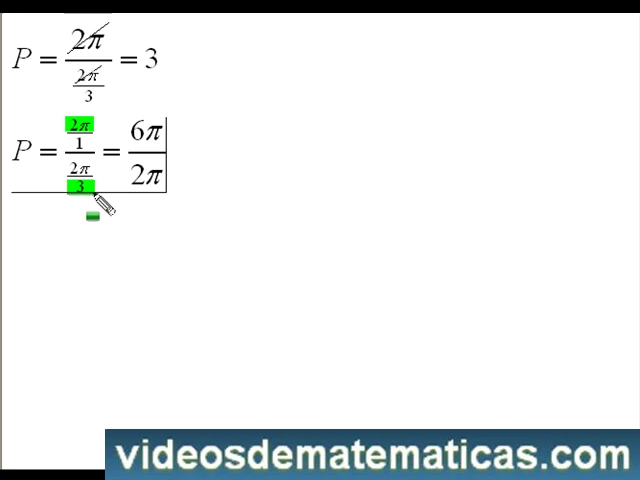 P = 2π / (2π/3) = 3
P = (2π/1) / (2π/3) = 6π / 2π
videosdematematicas.com